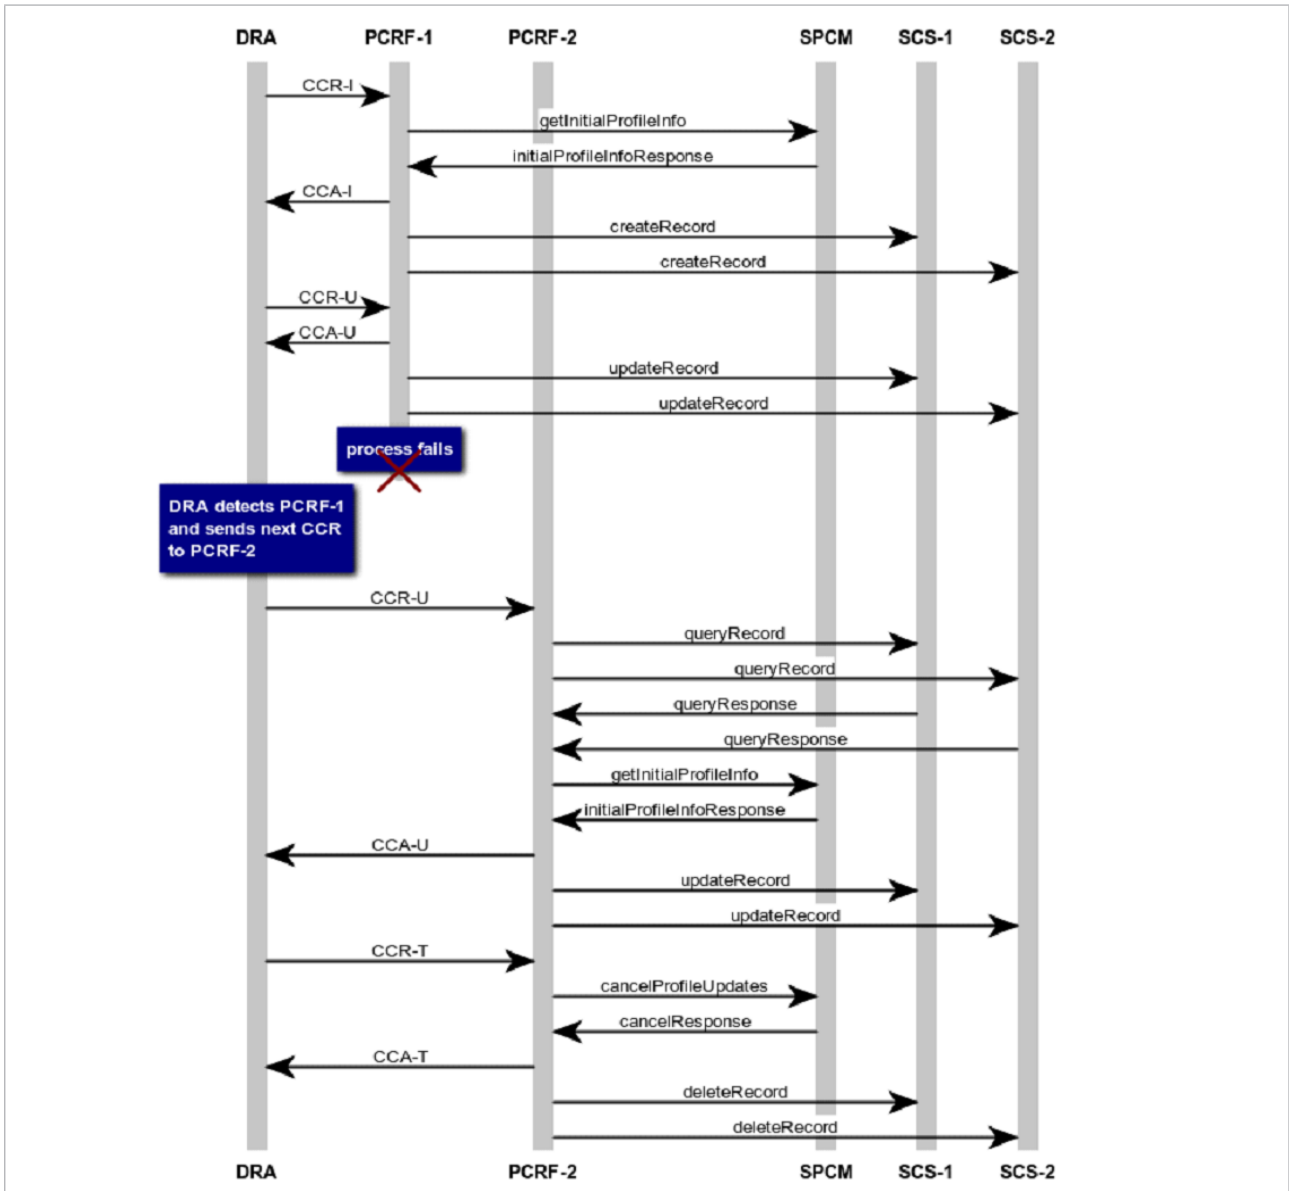 DRA PCRF-1 PCRF-2 SPCM SCS-1 SCS-2
CCR-I
getInitialProfileInfo
initialProfileInfoResponse
CCA-I
createRecord
createRecord
CCR-U
CCA-U
updateRecord
updateRecord
process fails
DRA detects PCRF-1
and sends next CCR
to PCRF-2
CCR-U
queryRecord
queryRecord
queryResponse
queryResponse
getInitialProfileInfo
initialProfileInfoResponse
CCA-U
updateRecord
updateRecord
CCR-T
cancelProfileUpdates
cancelResponse
CCA-T
deleteRecord
deleteRecord
DRA PCRF-2 SPCM SCS-1 SCS-2